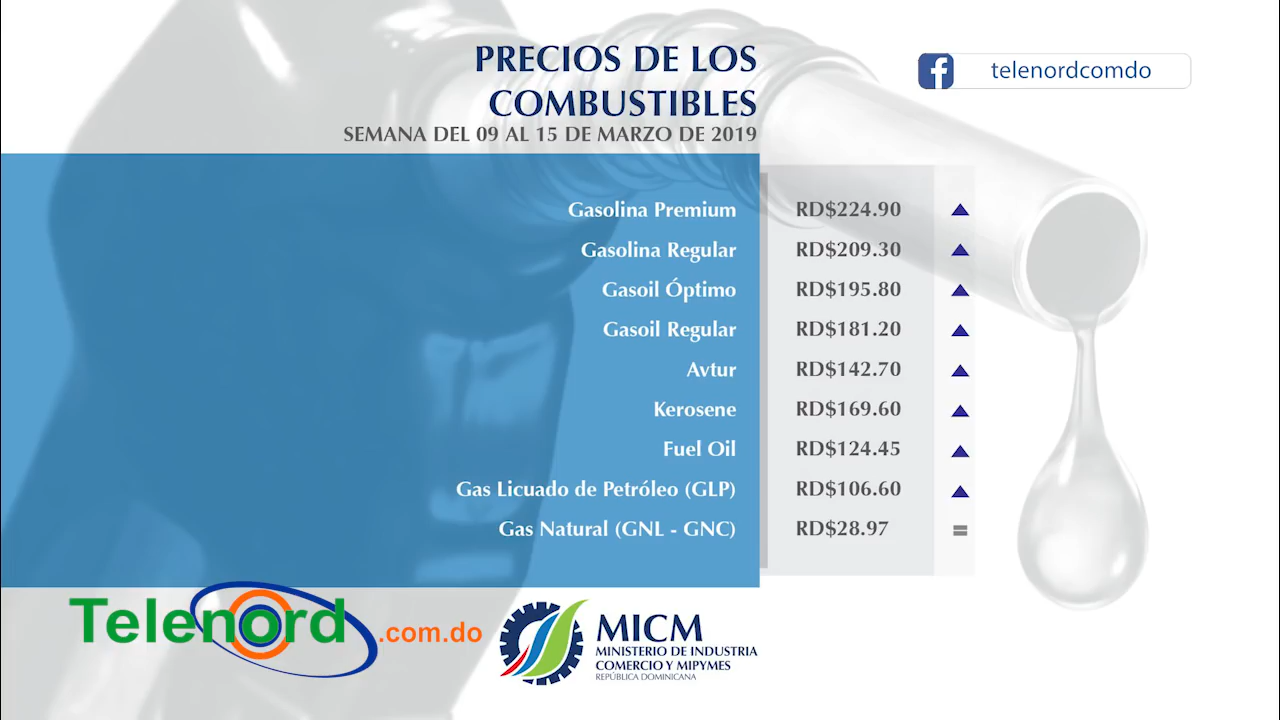 PRECIOS DE LOS
COMBUSTIBLES
SEMANA DEL 09 AL 15 DE MARZO DE 2019
f telenordcomdo
Gasolina Premium RD$224.90 ▲
Gasolina Regular RD$209.30 ▲
Gasoil Óptimo RD$195.80 ▲
Gasoil Regular RD$181.20 ▲
Avtur RD$142.70 ▲
Kerosene RD$169.60 ▲
Fuel Oil RD$124.45 ▲
Gas Licuado de Petróleo (GLP) RD$106.60 ▲
Gas Natural (GNL - GNC) RD$28.97 =
Telenord.com.do
MICM
MINISTERIO DE INDUSTRIA
COMERCIO Y MIPYMES
REPÚBLICA DOMINICANA